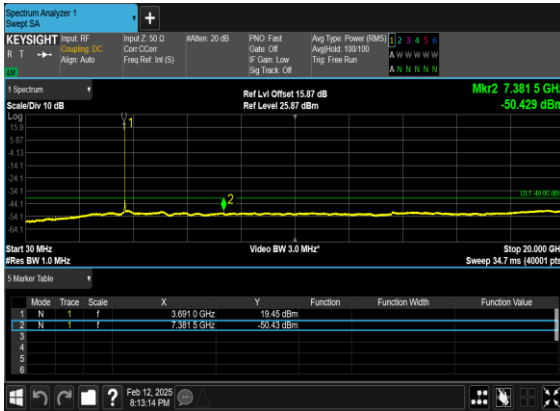 Spectrum Analyzer 1
Swept SA
+
KEYSIGHT Input: RF Input Z: 50 Ω #Atten: 20 dB PNO: Fast Avg Type: Power (RMS) 1 2 3 4 5 6
R T Coupling: DC Corr CCorr Gate: Off Avg|Hold: 100/100 A W W W W W
Align: Auto Freq Ref: Int (S) IF Gain: Low Trig: Free Run
Sig Track: Off A N N N N N
1 Spectrum
Scale/Div 10 dB
Ref Lvl Offset 15.87 dB
Ref Level 25.87 dBm
Mkr2 7.381 5 GHz
-50.429 dBm
Log
15.9
5.87
-4.13
-14.1
-24.1
-34.1
-44.1
-54.1
-64.1
1
2
DL1 -40.00 dBm
Start 30 MHz Video BW 3.0 MHz* Stop 20.000 GHz
#Res BW 1.0 MHz Sweep 34.7 ms (40001 pts)
5 Marker Table
Mode Trace Scale X Y Function Function Width Function Value
1 N 1 f 3.691 0 GHz 19.45 dBm
2 N 1 f 7.381 5 GHz -50.43 dBm
3
4
5
6
? Feb 12, 2025
8:13:14 PM